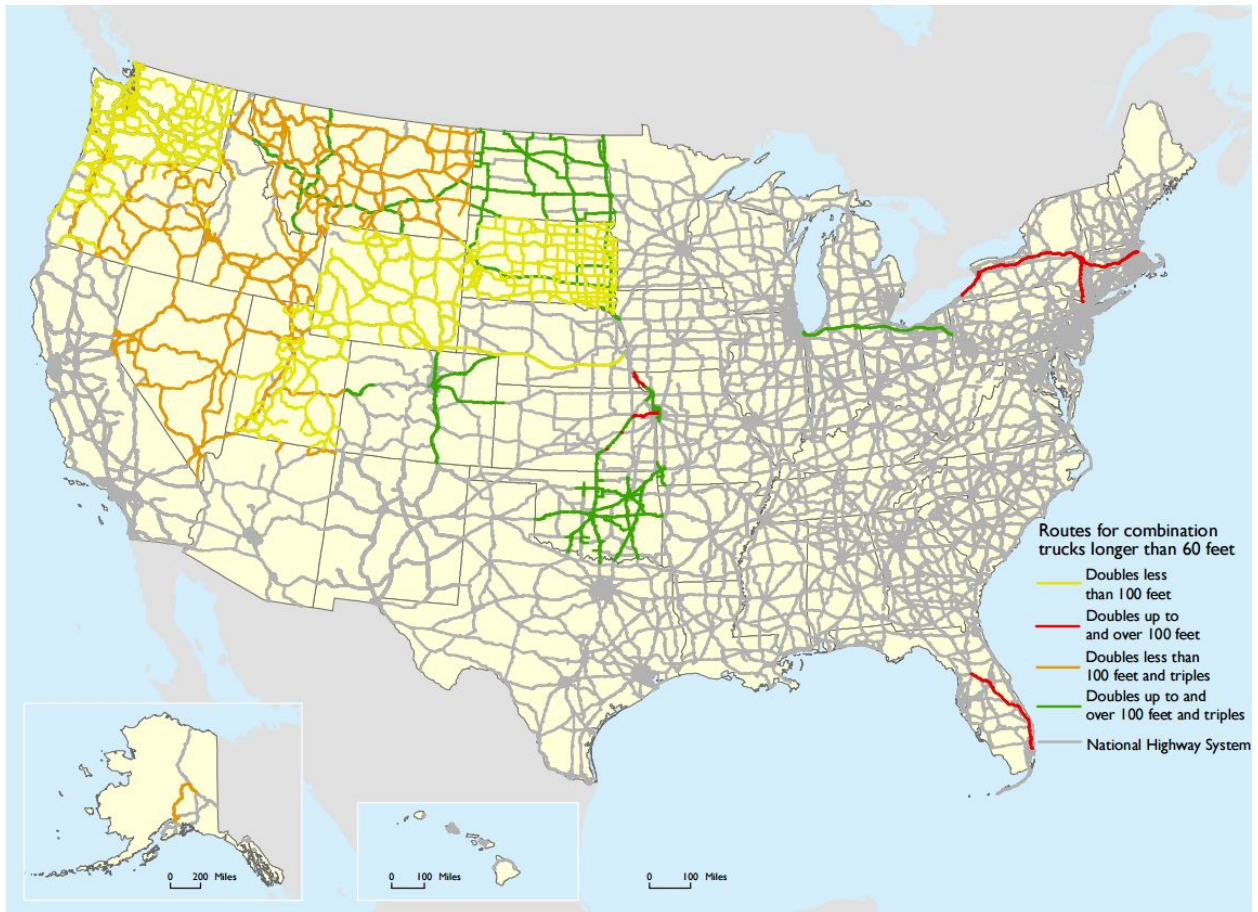 Routes for combination
trucks longer than 60 feet
Doubles less
than 100 feet
Doubles up to
and over 100 feet
Doubles less than
100 feet and triples
Doubles up to and
over 100 feet and triples
National Highway System
0 200 Miles
0 100 Miles
0 100 Miles